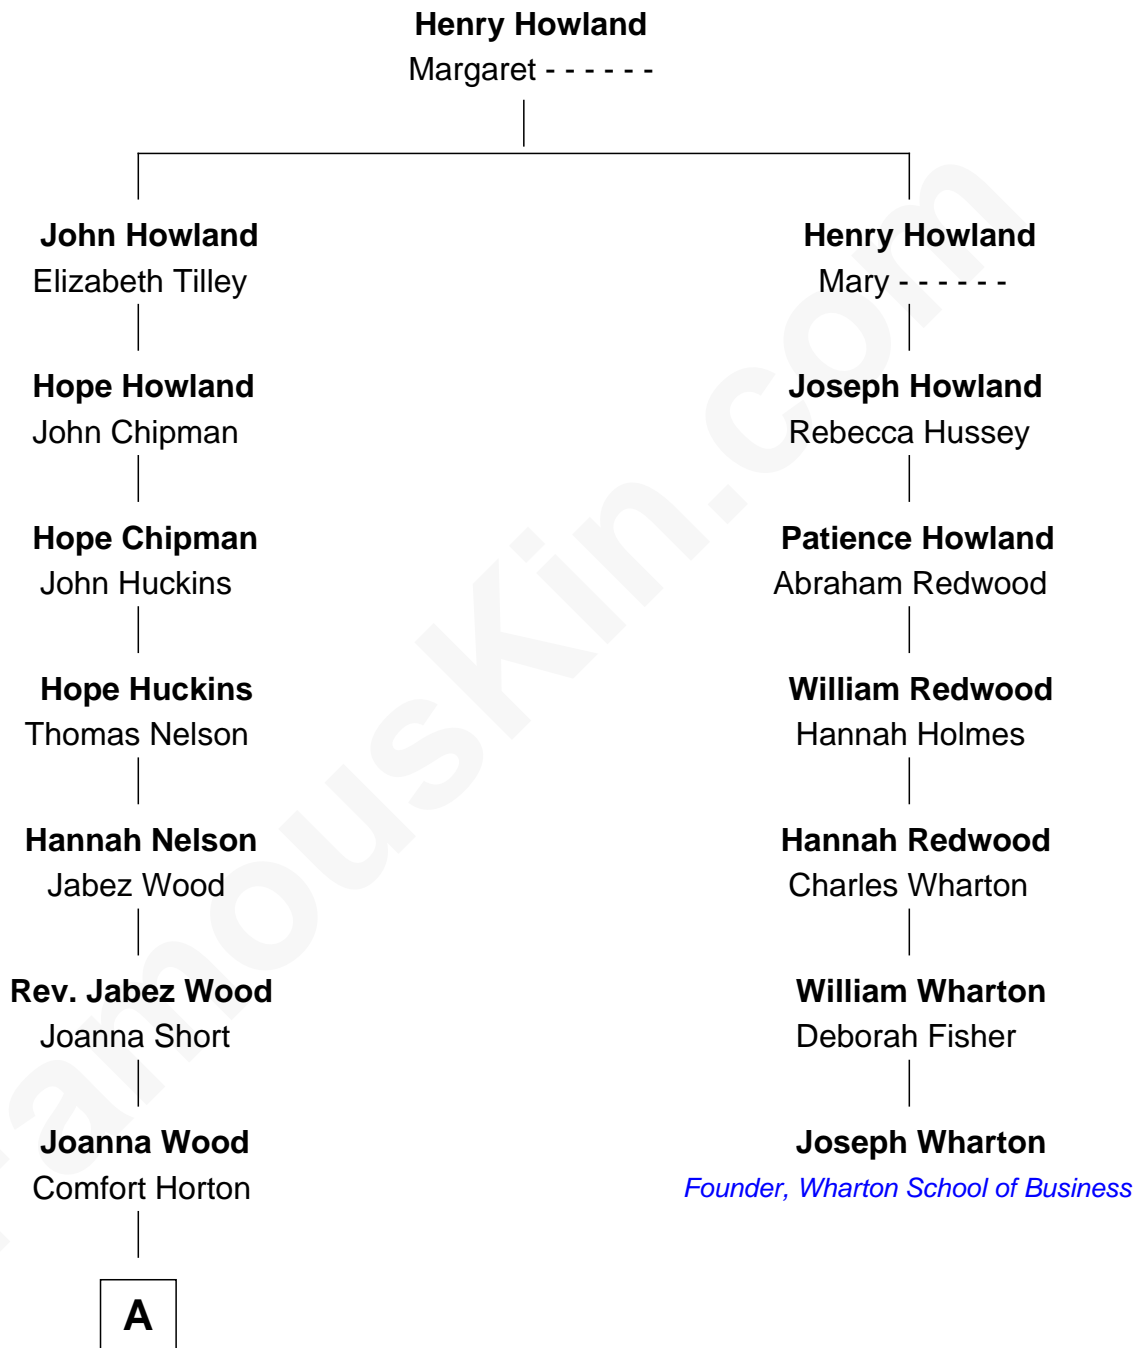 Henry Howland
Margaret - - - - - -
John Howland
Elizabeth Tilley
Henry Howland
Mary - - - - - -
Hope Howland
John Chipman
Joseph Howland
Rebecca Hussey
Hope Chipman
John Huckins
Patience Howland
Abraham Redwood
Hope Huckins
Thomas Nelson
William Redwood
Hannah Holmes
Hannah Nelson
Jabez Wood
Hannah Redwood
Charles Wharton
Rev. Jabez Wood
Joanna Short
William Wharton
Deborah Fisher
Joanna Wood
Comfort Horton
Joseph Wharton
Founder, Wharton School of Business
A
FamousKin.com